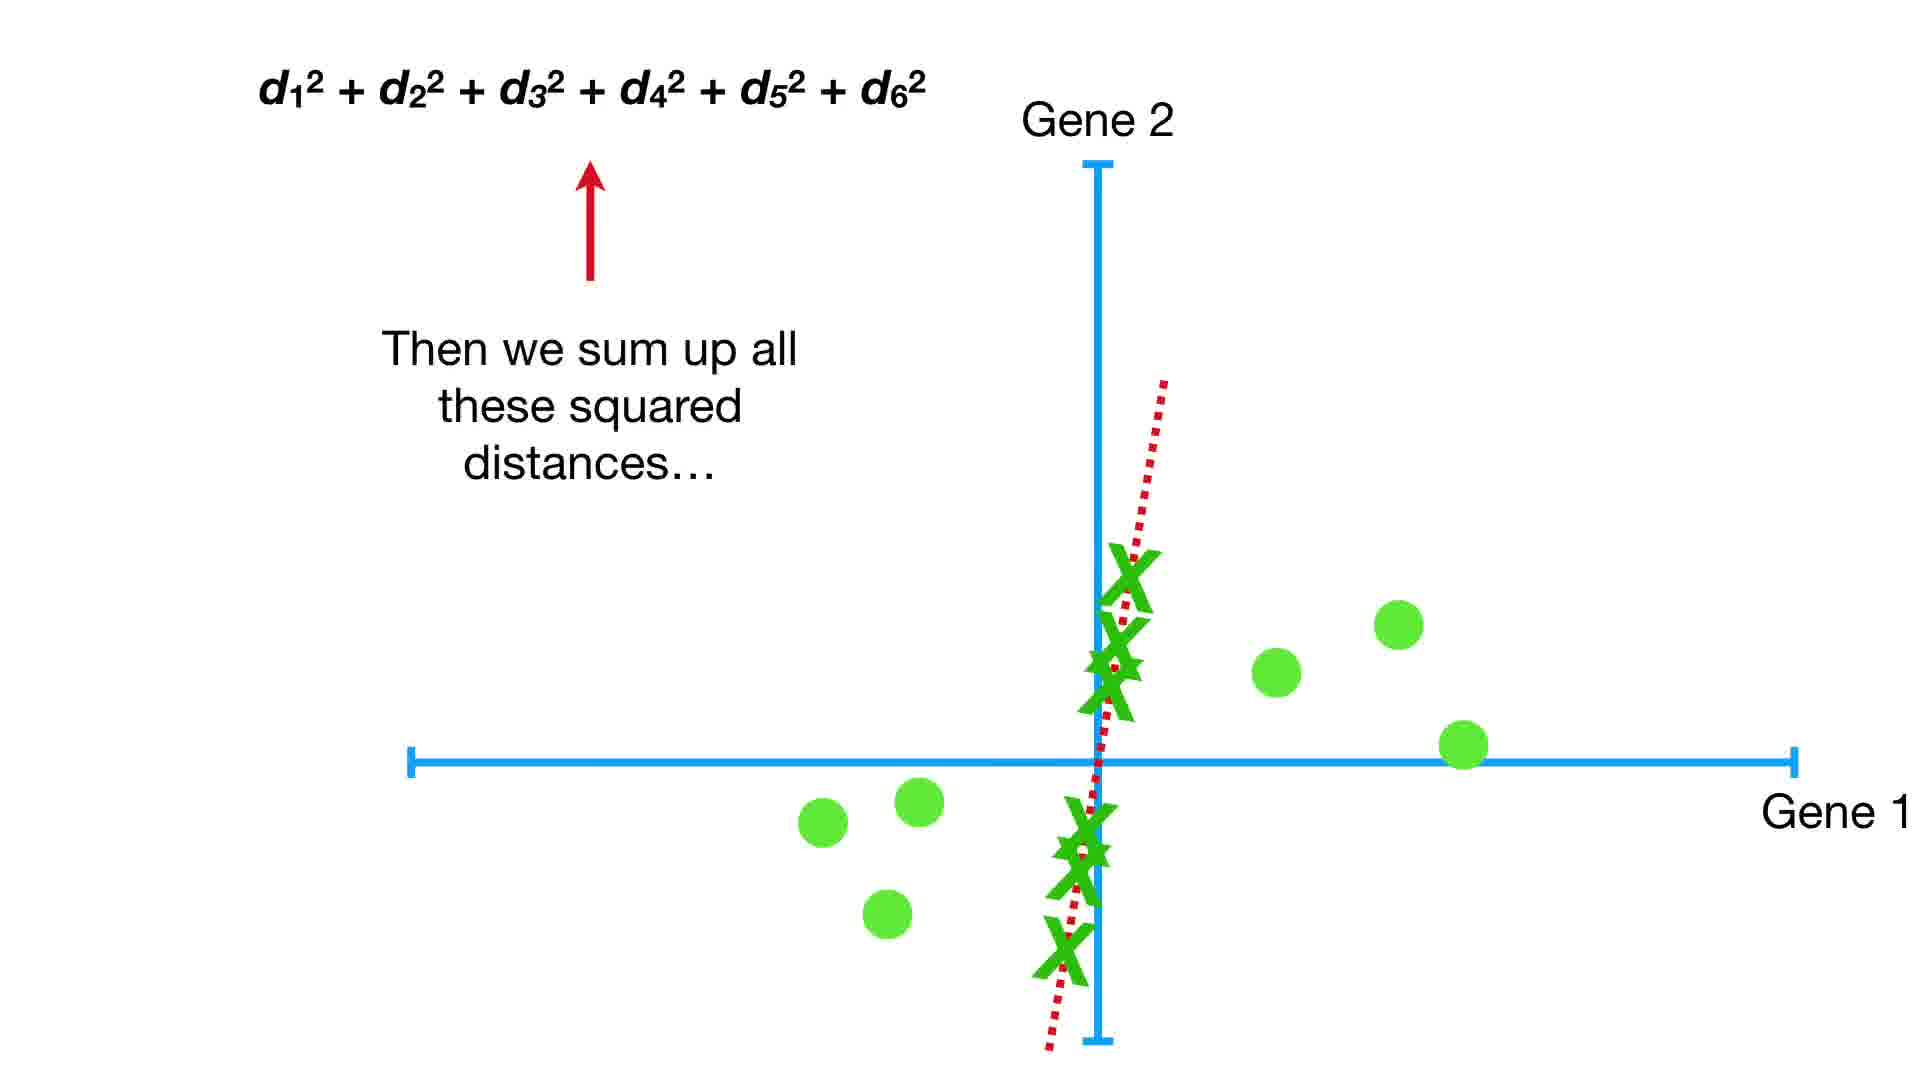 d₁² + d₂² + d₃² + d₄² + d₅² + d₆²
Gene 2
Then we sum up all
these squared
distances…
Gene 1